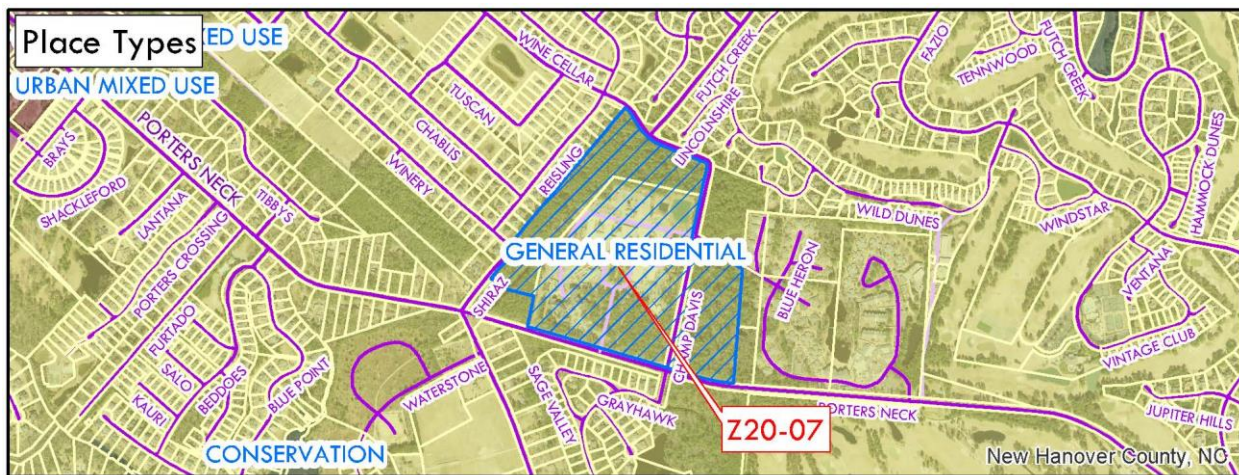 Place Types
XED USE
URBAN MIXED USE
BRAYS
SHACKLEFORD
PORTERS NECK
LANTANA
TIBBYS
PORTERS CROSSING
FURTADO
SALO
KAURI
BEDDOES
BLUE POINT
CONSERVATION
WATERSTONE
WINE CELLAR
TUSCAN
CHABLIS
WINERY
REISLING
SHIRAZ
GENERAL RESIDENTIAL
SAGE VALLEY
GRAYHAWK
CHAMP DAVIS
Z20-07
PORTERS NECK
FUTCH CREEK
LINCOLNSHIRE
BLUE HERON
WILD DUNES
FAZIO
TENNWOOD
FUTCH CREEK
HAMMOCK DUNES
WINDSTAR
VENTANA
VINTAGE CLUB
JUPITER HILLS
New Hanover County, NC